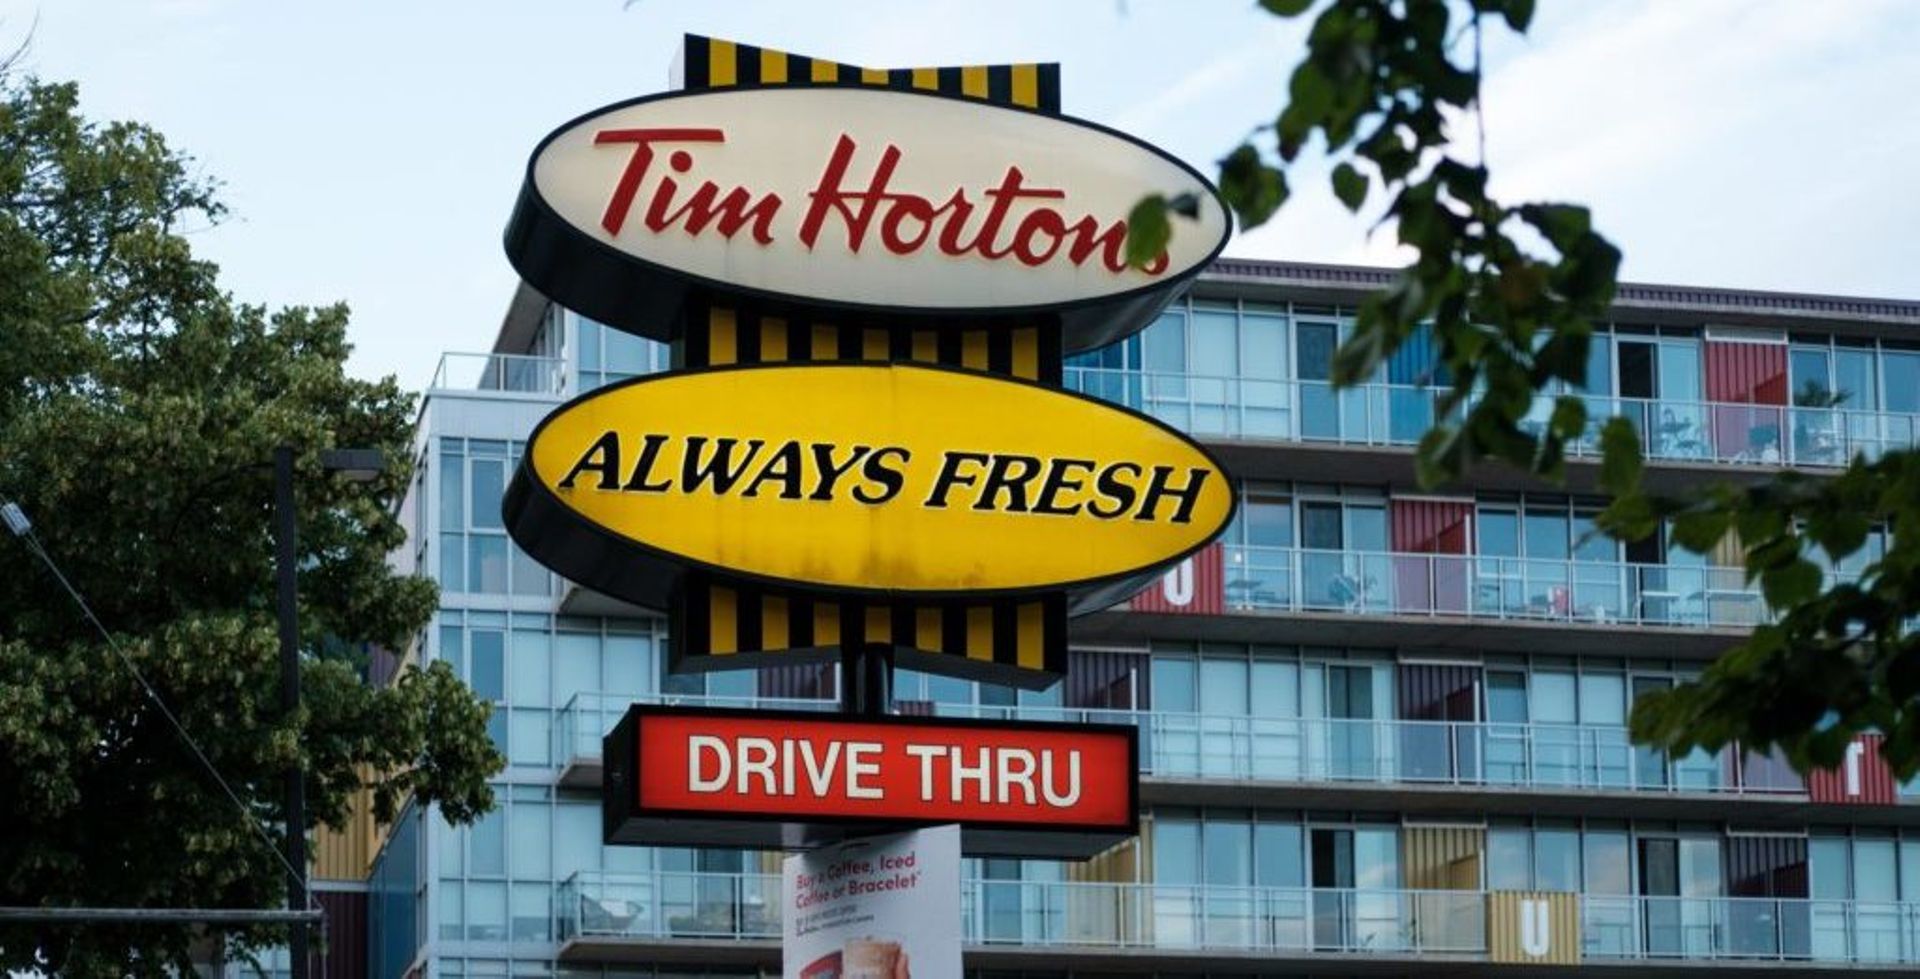 Tim Hortons
ALWAYS FRESH
DRIVE THRU
Buy a Coffee, Iced
Coffee or Bracelet*
U
T
U